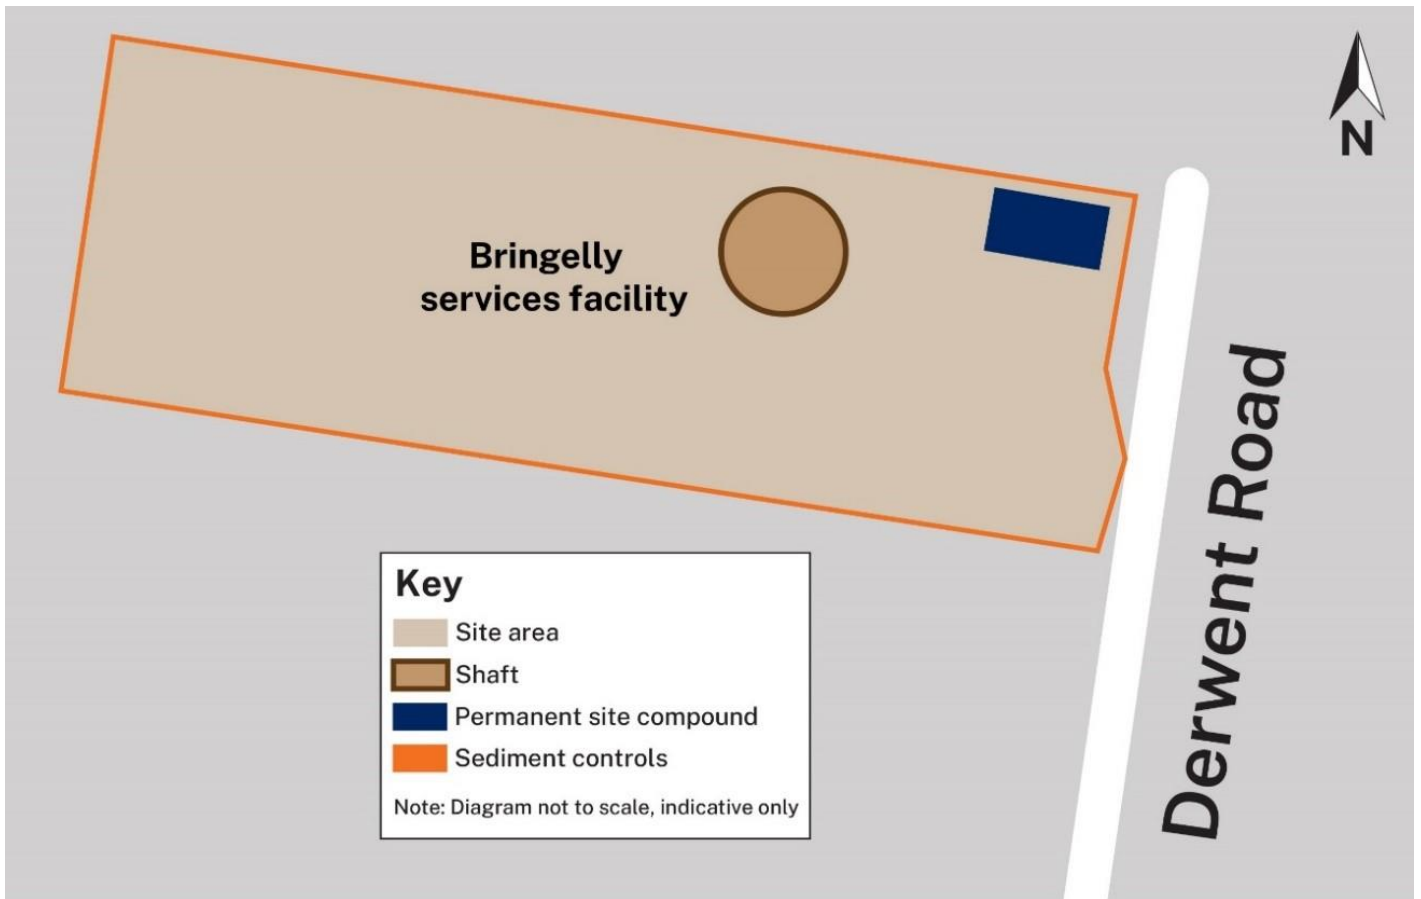 N
Bringelly
services facility
Derwent Road
Key
Site area
Shaft
Permanent site compound
Sediment controls
Note: Diagram not to scale, indicative only